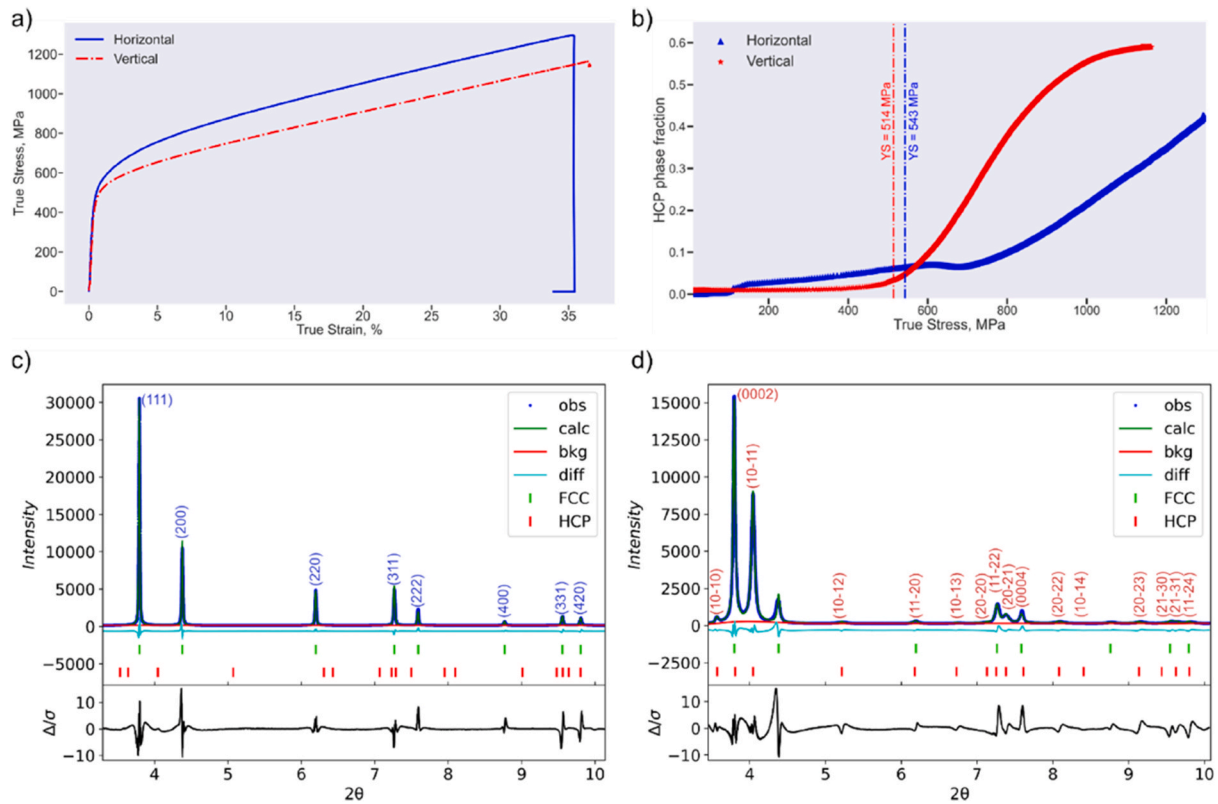 a)
Horizontal
Vertical
1200
1000
800
600
400
200
0
True Stress, MPa
0
5
10
15
20
25
30
35
True Strain, %
b)
Horizontal
Vertical
0.6
0.5
0.4
0.3
0.2
0.1
0.0
HCP phase fraction
YS = 514 MPa
YS = 543 MPa
200
400
600
800
1000
1200
True Stress, MPa
c)
30000
25000
20000
15000
10000
5000
0
−5000
Intensity
(111)
(200)
(220)
(311)
(222)
(400)
(331)
(420)
obs
calc
bkg
diff
FCC
HCP
10
0
−10
Δ/σ
4
5
6
7
8
9
10
2θ
d)
15000
12500
10000
7500
5000
2500
0
−2500
Intensity
(10-10)
(0002)
(10-11)
(10-12)
(11-20)
(10-13)
(20-20)
(11-22)
(20-21)
(0004)
(20-22)
(10-14)
(20-23)
(21-30)
(21-31)
(11-24)
obs
calc
bkg
diff
FCC
HCP
10
0
−10
Δ/σ
4
5
6
7
8
9
10
2θ